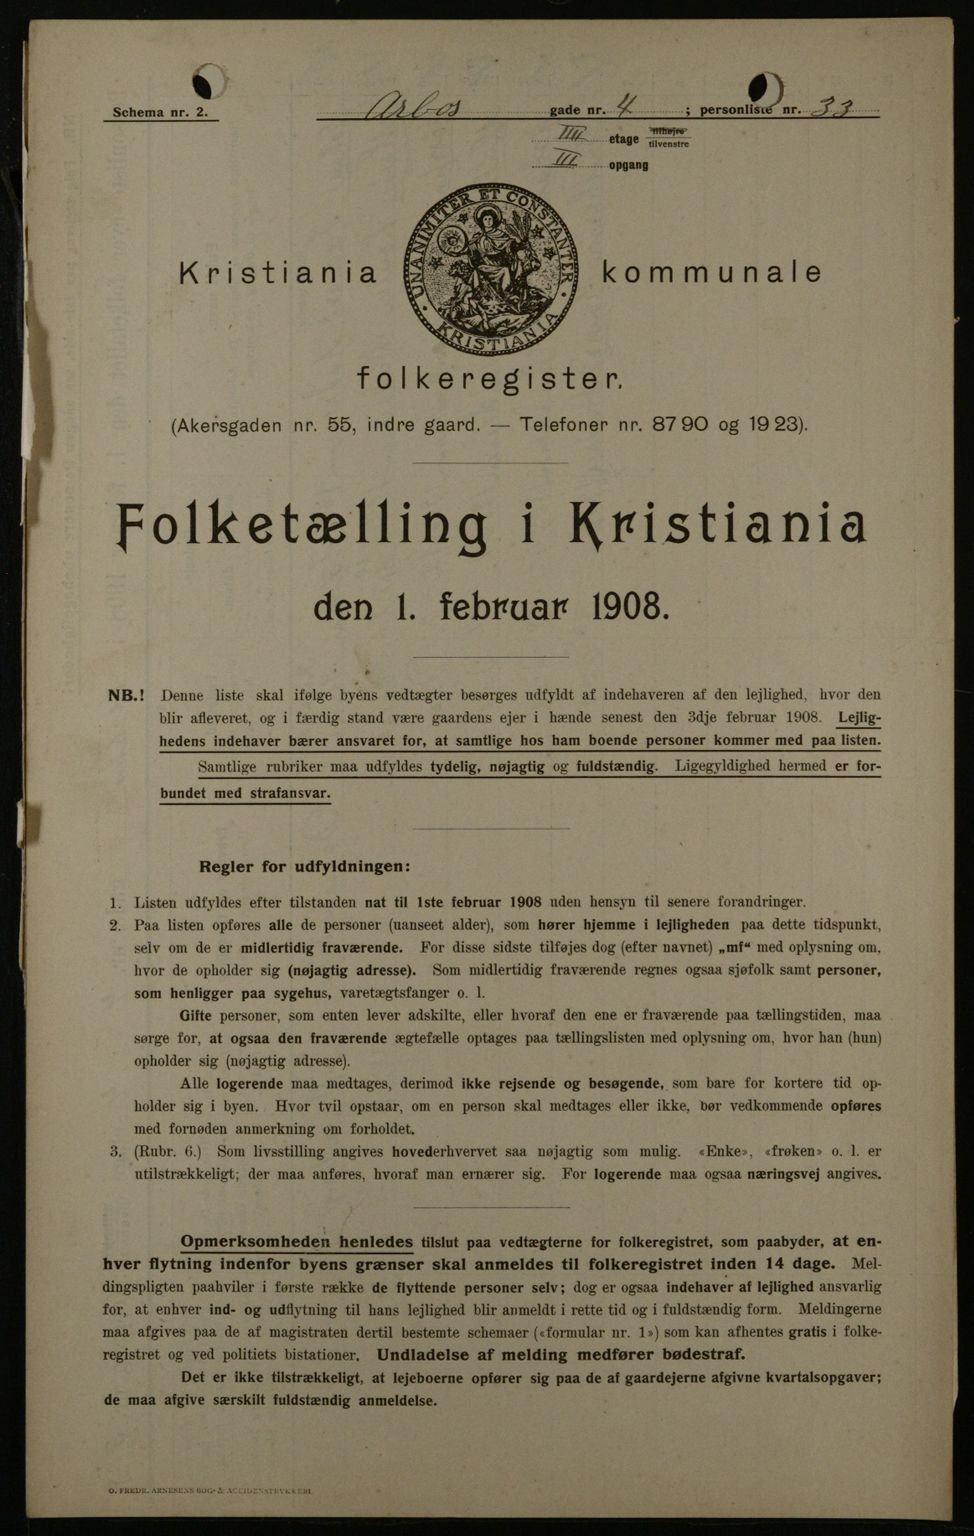 Schema nr. 2.
Arbos gade nr. 4 ; personliste nr. 33
IIII etage tilhøjre
tilvenstre
III opgang
UNANIMITER ET CONSTANTER
KRISTIANIA
Kristiania kommunale
folkeregister.
(Akersgaden nr. 55, indre gaard. — Telefoner nr. 87 90 og 19 23).
Folketælling i Kristiania
den 1. februar 1908.
NB.! Denne liste skal ifølge byens vedtægter besørges udfyldt af indehaveren af den lejlighed, hvor den
blir afleveret, og i færdig stand være gaardens ejer i hænde senest den 3dje februar 1908. Lejlig-
hedens indehaver bærer ansvaret for, at samtlige hos ham boende personer kommer med paa listen.
Samtlige rubriker maa udfyldes tydelig, nøjagtig og fuldstændig. Ligegyldighed hermed er for-
bundet med strafansvar.
Regler for udfyldningen:
1. Listen udfyldes efter tilstanden nat til 1ste februar 1908 uden hensyn til senere forandringer.
2. Paa listen opføres alle de personer (uanseet alder), som hører hjemme i lejligheden paa dette tidspunkt,
selv om de er midlertidig fraværende. For disse sidste tilføjes dog (efter navnet) „mf“ med oplysning om,
hvor de opholder sig (nøjagtig adresse). Som midlertidig fraværende regnes ogsaa sjøfolk samt personer,
som henligger paa sygehus, varetægtsfanger o. l.
Gifte personer, som enten lever adskilte, eller hvoraf den ene er fraværende paa tællingstiden, maa
sørge for, at ogsaa den fraværende ægtefælle optages paa tællingslisten med oplysning om, hvor han (hun)
opholder sig (nøjagtig adresse).
Alle logerende maa medtages, derimod ikke rejsende og besøgende, som bare for kortere tid op-
holder sig i byen. Hvor tvil opstaar, om en person skal medtages eller ikke, bør vedkommende opføres
med fornøden anmerkning om forholdet.
3. (Rubr. 6.) Som livsstilling angives hovederhvervet saa nøjagtig som mulig. «Enke», «frøken» o. l. er
utilstrækkeligt; der maa anføres, hvoraf man ernærer sig. For logerende maa ogsaa næringsvej angives.
Opmerksomheden henledes tilslut paa vedtægterne for folkeregistret, som paabyder, at en-
hver flytning indenfor byens grænser skal anmeldes til folkeregistret inden 14 dage. Mel-
dingspligten paahviler i første række de flyttende personer selv; dog er ogsaa indehaver af lejlighed ansvarlig
for, at enhver ind- og udflytning til hans lejlighed blir anmeldt i rette tid og i fuldstændig form. Meldingerne
maa afgives paa de af magistraten dertil bestemte schemaer («formular nr. 1») som kan afhentes gratis i folke-
registret og ved politiets bistationer. Undladelse af melding medfører bødestraf.
Det er ikke tilstrækkeligt, at lejeboerne opfører sig paa de af gaardejerne afgivne kvartalsopgaver;
de maa afgive særskilt fuldstændig anmeldelse.
O. FREDR. ARNESENS BOG- & ACCIDENSTRYKKERI.